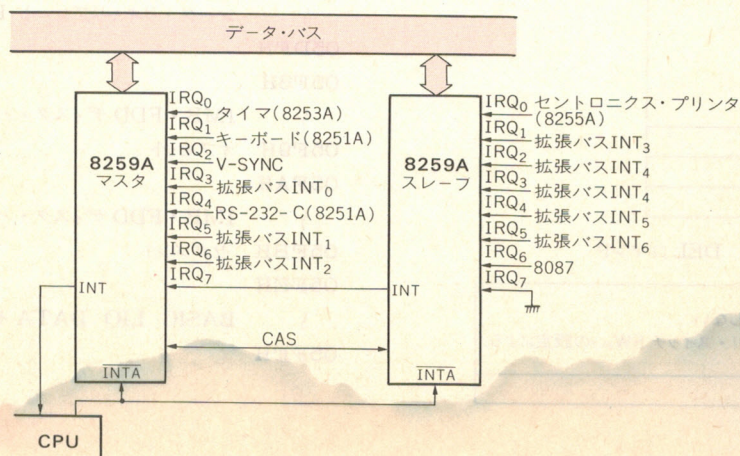 データ・バス
8259A
マスタ
IRQ₀
タイマ(8253A)
IRQ₁
キーボード(8251A)
IRQ₂
V-SYNC
IRQ₃
拡張バスINT₀
IRQ₄
RS-232-C(8251A)
IRQ₅
拡張バスINT₁
IRQ₆
拡張バスINT₂
IRQ₇
INT
INTA
8259A
スレーブ
IRQ₀ セントロニクス・プリンタ
(8255A)
IRQ₁
拡張バスINT₃
IRQ₂
拡張バスINT₄
IRQ₃
拡張バスINT₄
IRQ₄
拡張バスINT₅
IRQ₅
拡張バスINT₆
IRQ₆
8087
IRQ₇
INT
CAS
INTA
CPU